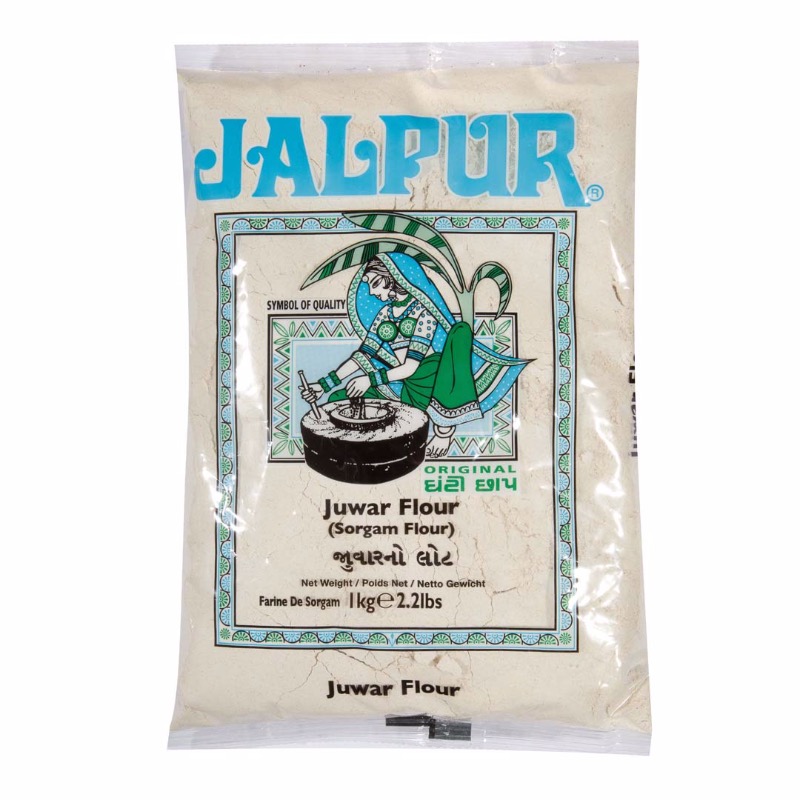 JALPUR®
SYMBOL OF QUALITY
ORIGINAL
ઘંટી છાપ
Juwar Flour
(Sorgam Flour)
જુવારનો લોટ
Net Weight / Poids Net / Netto Gewicht
Farine De Sorgam 1kg℮2.2lbs
Juwar Flour